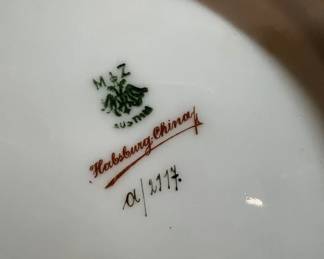 M & Z
AUSTRIA
Habsburg China
a/2117.